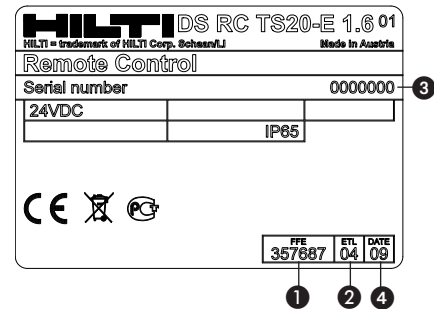 HILTI DS RC TS20-E 1.6 01
HILTI = trademark of HILTI Corp. Schaan/LI Made in Austria
Remote Control
Serial number 0000000 3
24VDC
IP65
CE PCT
FFE ETL DATE
357687 04 09
1 2 4